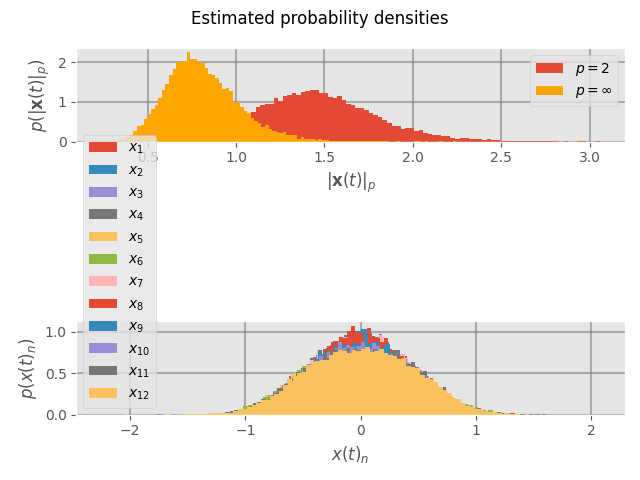 Estimated probability densities
p(|x(t)|_p)
2
1
0
p = 2
p = ∞
0.5
1.0
1.5
2.0
2.5
3.0
|x(t)|_p
x_1
x_2
x_3
x_4
x_5
x_6
x_7
x_8
x_9
x_10
x_11
x_12
p(x(t)_n)
1.0
0.5
0.0
−2
−1
0
1
2
x(t)_n